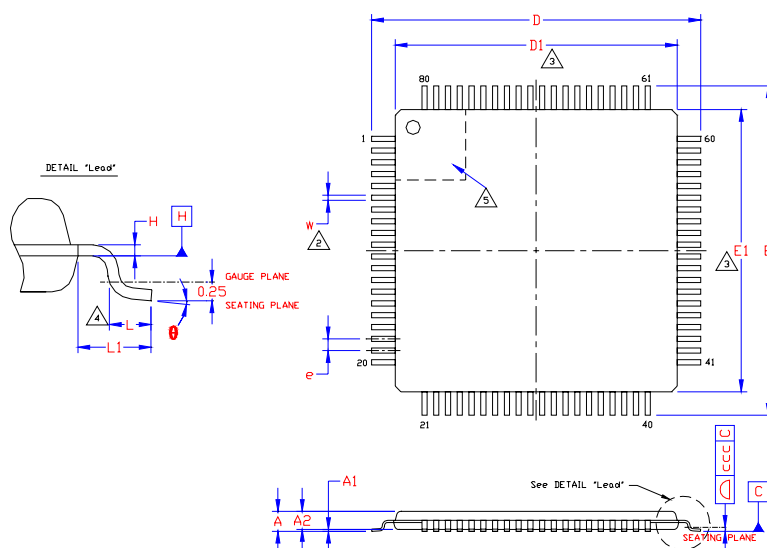 D
D1
3
80
61
1
60
DETAIL "Lead"
5
W
2
H
H
E1
E
3
GAUGE PLANE
0.25
SEATING PLANE
4
L
θ
L1
e
20
41
21
40
See DETAIL "Lead"
A1
A
A2
C
SEATING PLANE